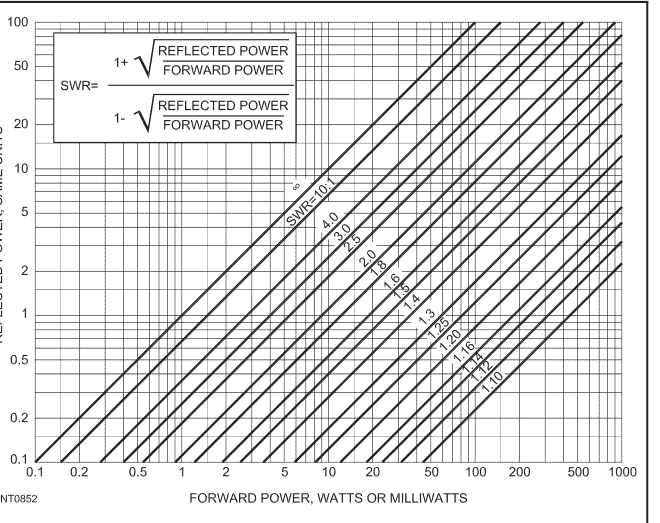 100
50
20
10
5
2
1
0.5
0.2
0.1
SWR=
1+ √ REFLECTED POWER
FORWARD POWER
1- √ REFLECTED POWER
FORWARD POWER
∞
SWR=10:1
4.0
3.0
2.5
2.0
1.8
1.6
1.5
1.4
1.3
1.25
1.20
1.16
1.14
1.12
1.10
0.1 0.2 0.5 1 2 5 10 20 50 100 200 500 1000
NT0852
FORWARD POWER, WATTS OR MILLIWATTS